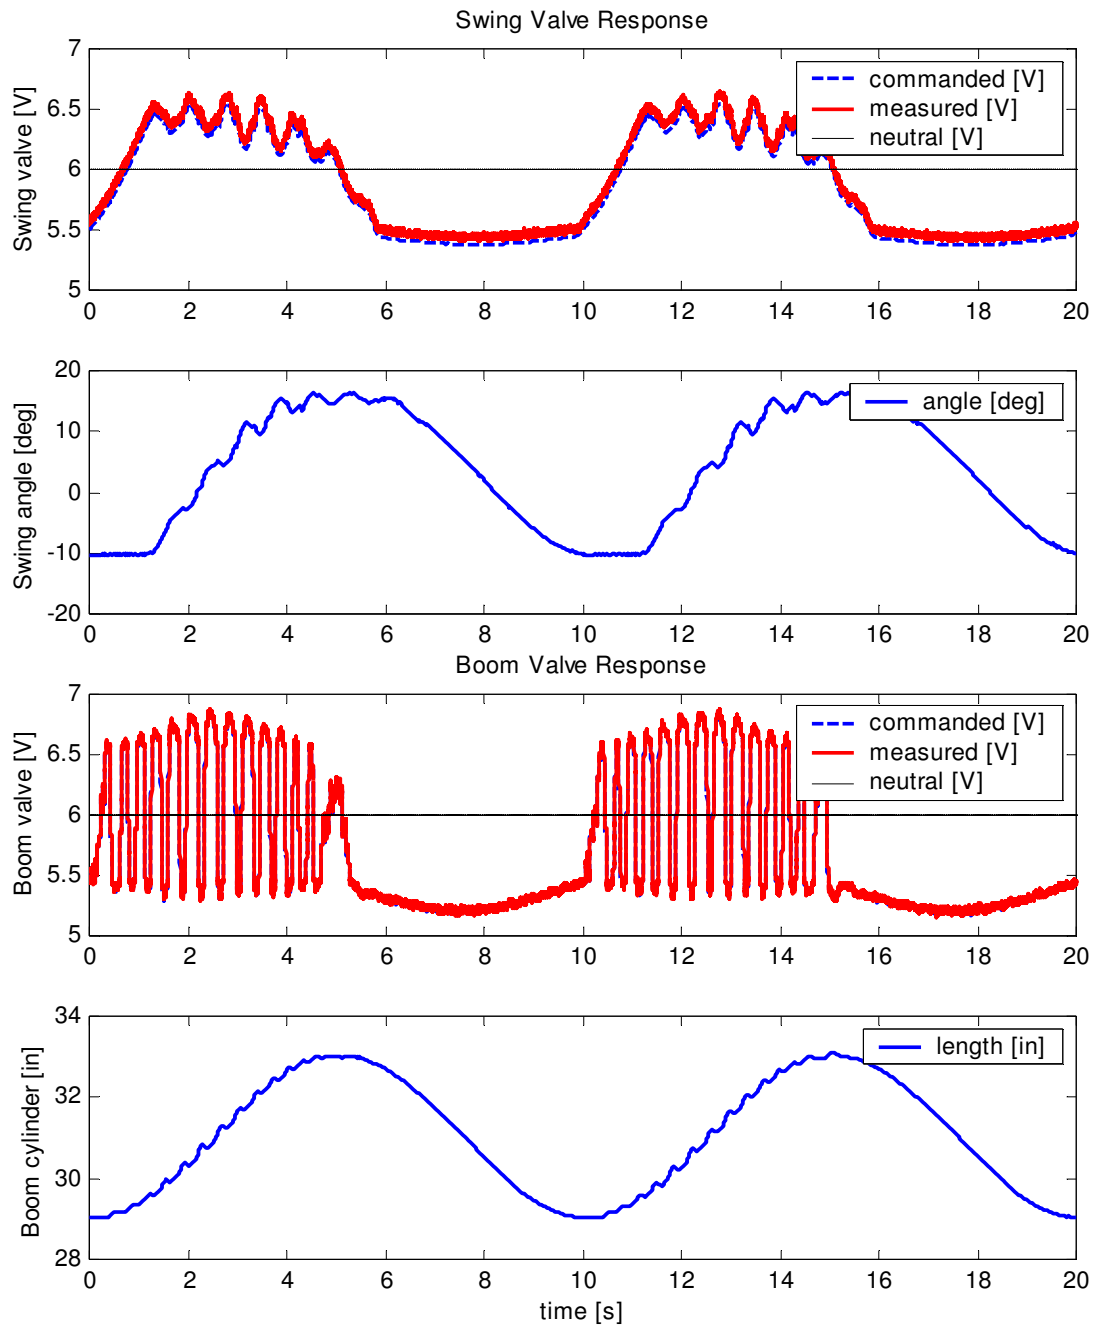 Swing Valve Response
Swing valve [V]
7
6.5
6
5.5
5
commanded [V]
measured [V]
neutral [V]
0 2 4 6 8 10 12 14 16 18 20
Swing angle [deg]
20
10
0
-10
-20
angle [deg]
0 2 4 6 8 10 12 14 16 18 20
Boom Valve Response
Boom valve [V]
7
6.5
6
5.5
5
commanded [V]
measured [V]
neutral [V]
0 2 4 6 8 10 12 14 16 18 20
Boom cylinder [in]
34
32
30
28
length [in]
0 2 4 6 8 10 12 14 16 18 20
time [s]